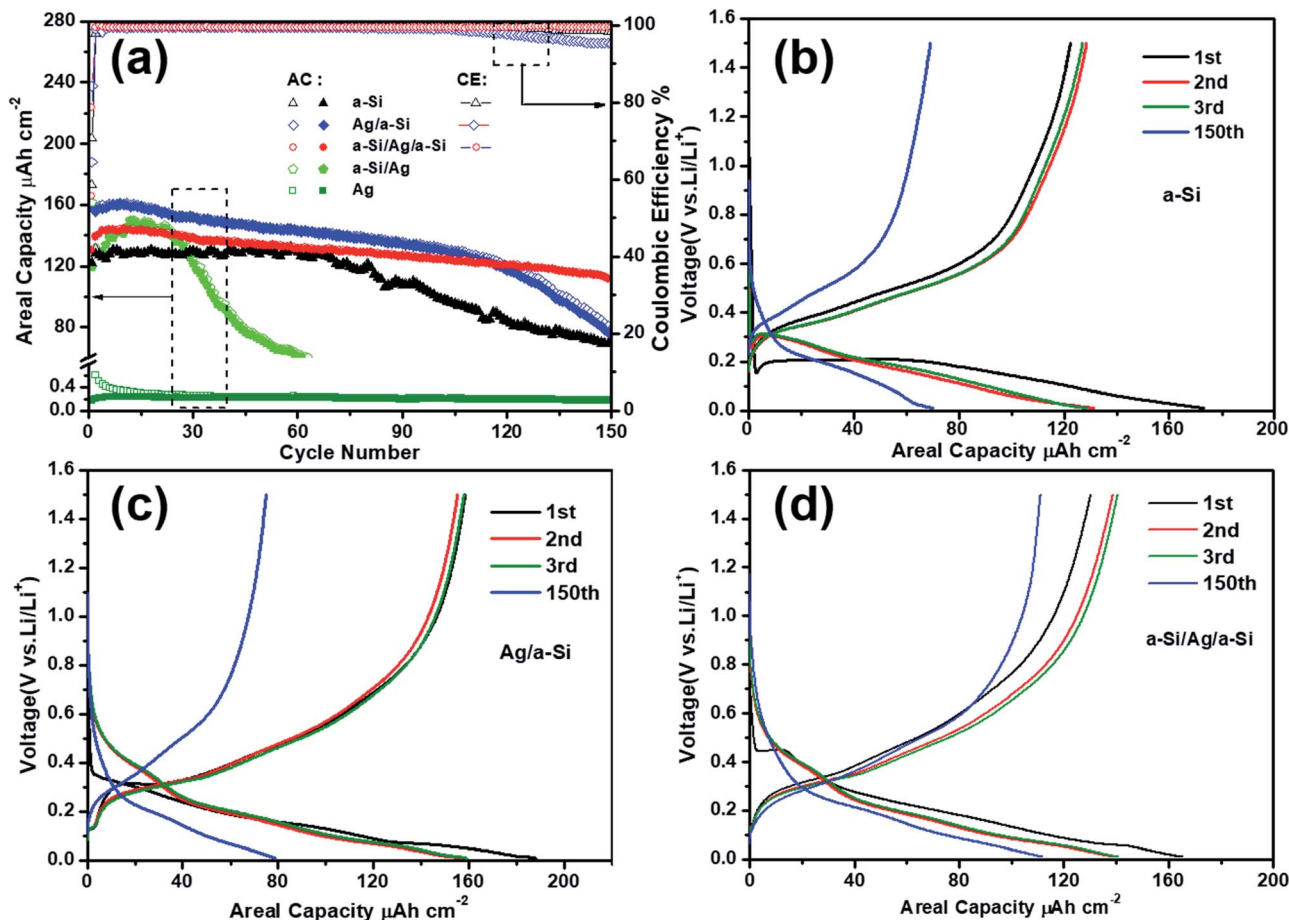 (a)
280
240
200
160
120
80
0.4
0.0
Areal Capacity μAh cm⁻²
AC :
CE:
a-Si
Ag/a-Si
a-Si/Ag/a-Si
a-Si/Ag
Ag
100
80
60
40
20
0
Coulombic Efficiency %
0 30 60 90 120 150
Cycle Number
(b)
1.6
1.4
1.2
1.0
0.8
0.6
0.4
0.2
0.0
Voltage(V vs.Li/Li⁺)
1st
2nd
3rd
150th
a-Si
0 40 80 120 160 200
Areal Capacity μAh cm⁻²
(c)
1.6
1.4
1.2
1.0
0.8
0.6
0.4
0.2
0.0
Voltage(V vs.Li/Li⁺)
1st
2nd
3rd
150th
Ag/a-Si
0 40 80 120 160 200
Areal Capacity μAh cm⁻²
(d)
1.6
1.4
1.2
1.0
0.8
0.6
0.4
0.2
0.0
Voltage(V vs.Li/Li⁺)
1st
2nd
3rd
150th
a-Si/Ag/a-Si
0 40 80 120 160 200
Areal Capacity μAh cm⁻²